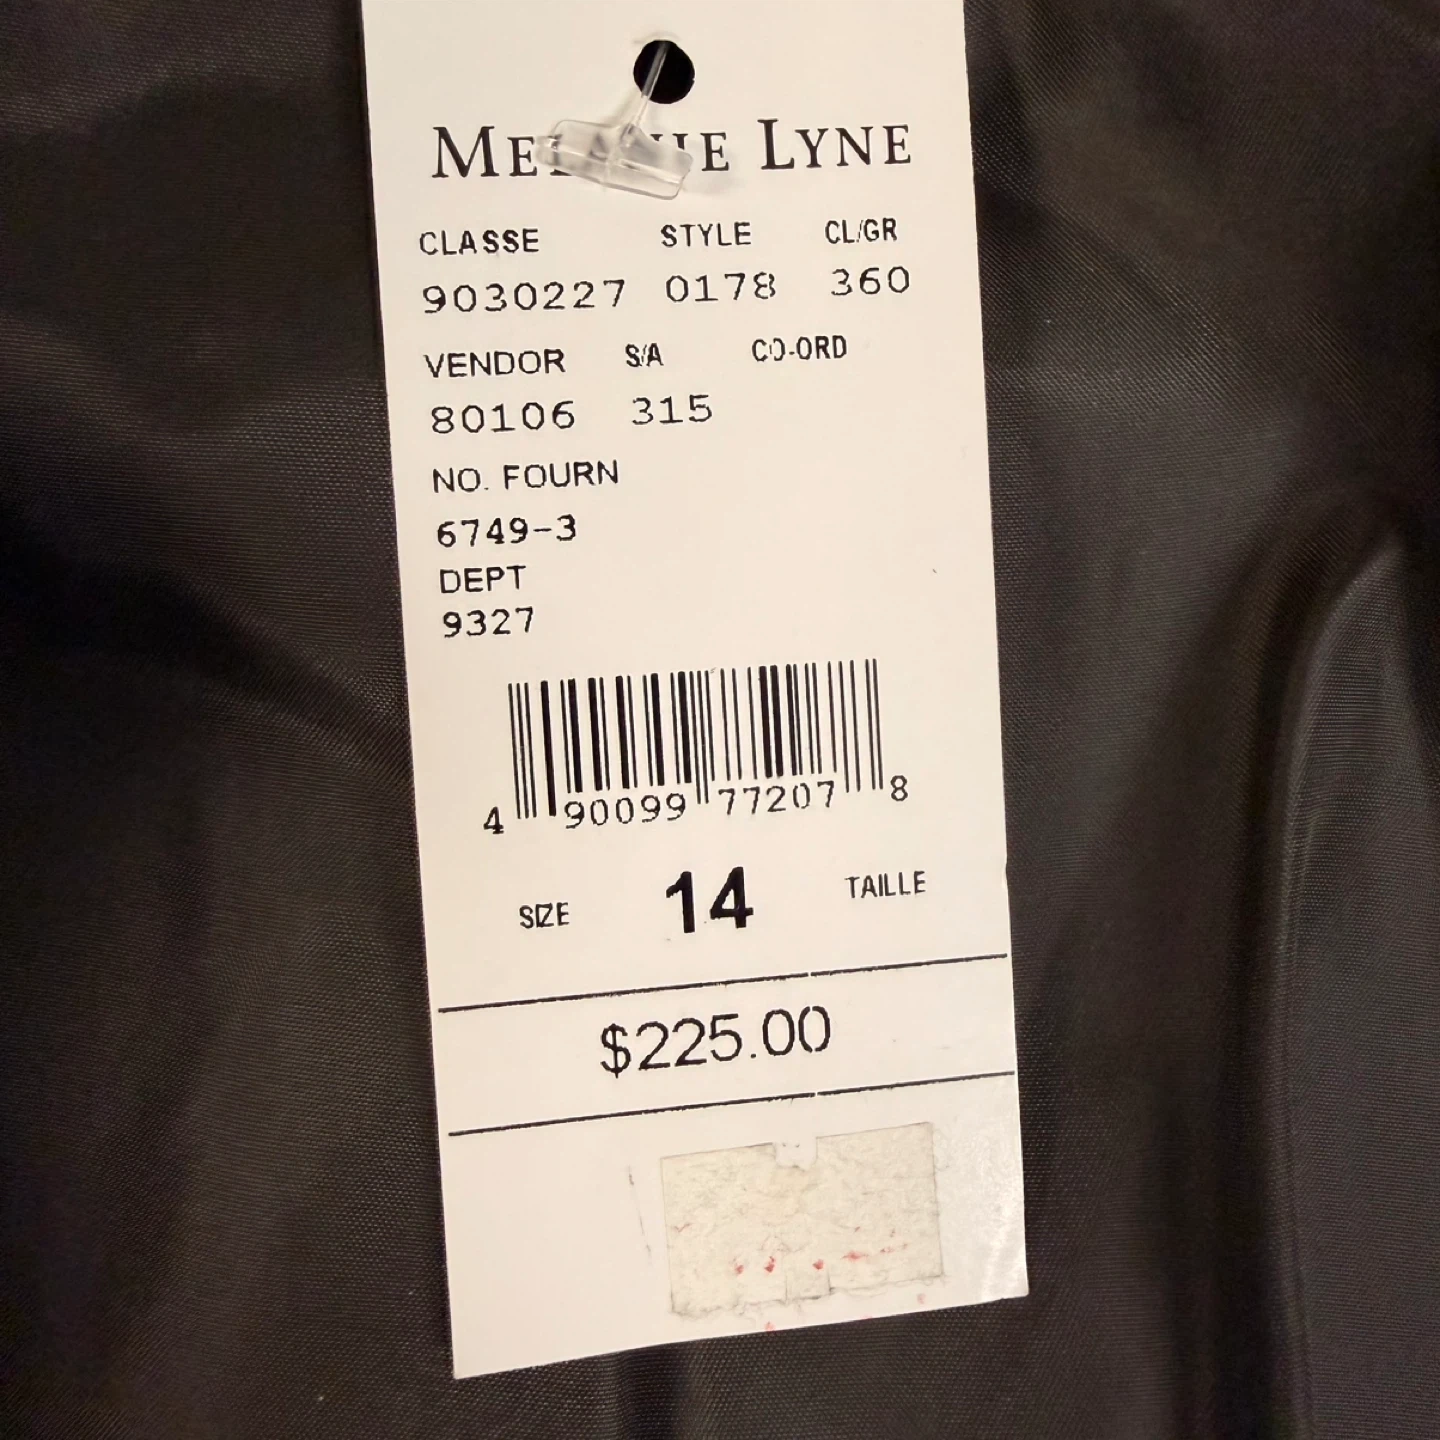 LYNE
CLASSE STYLE CL/GR
9030227 0178 360
VENDOR S/A CO-ORD
80106 315
NO. FOURN
6749-3
DEPT
9327
4 90099 77207 8
SIZE 14 TAILLE
$225.00